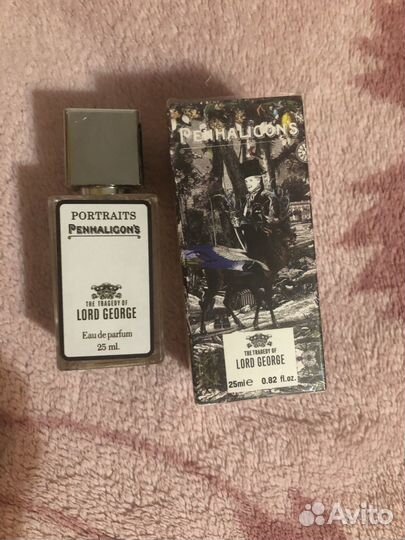 PORTRAITS
PENHALIGON'S
THE TRAGEDY OF
LORD GEORGE
Eau de parfum
25 ml.
PENHALIGON'S
THE TRAGEDY OF
LORD GEORGE
25ml e 0.82 fl.oz.
Avito